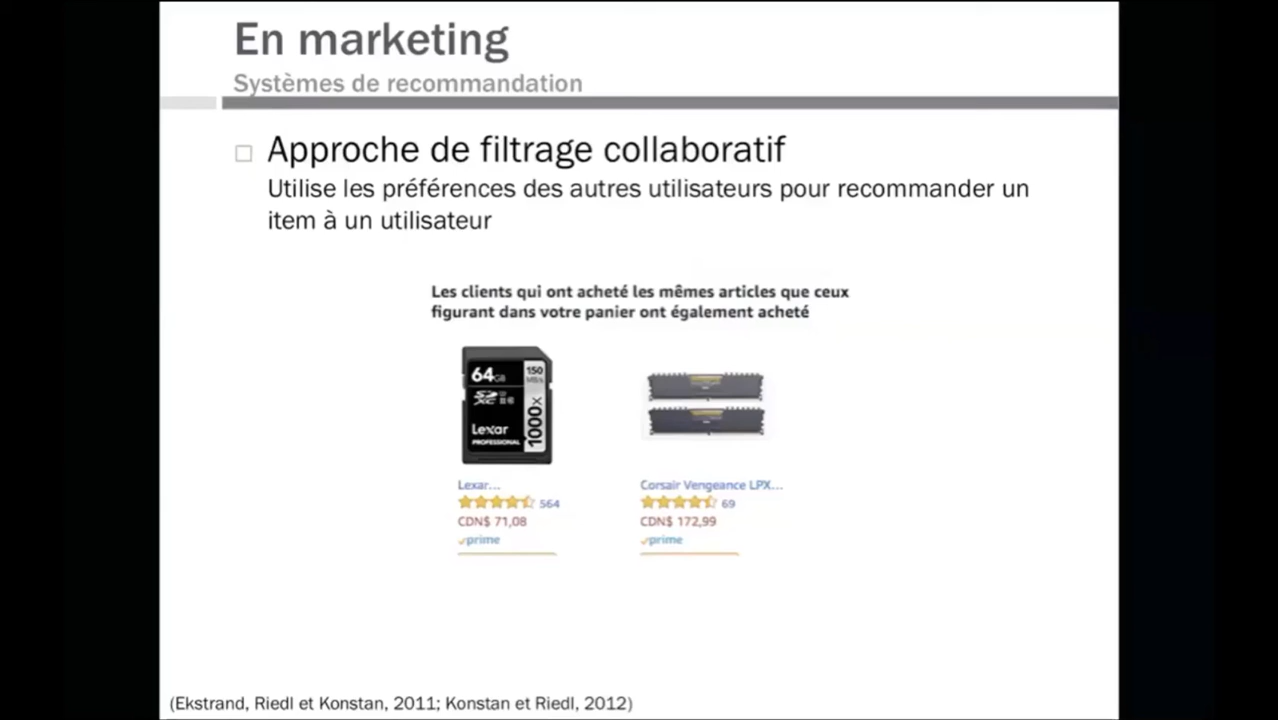 En marketing
Systèmes de recommandation
Approche de filtrage collaboratif
Utilise les préférences des autres utilisateurs pour recommander un
item à un utilisateur
Les clients qui ont acheté les mêmes articles que ceux
figurant dans votre panier ont également acheté
64GB
150
MB/s
Lexar
PROFESSIONAL
1000x
Lexar...
564
CDN$ 71,08
prime
Corsair Vengeance LPX...
69
CDN$ 172,99
prime
(Ekstrand, Riedl et Konstan, 2011; Konstan et Riedl, 2012)